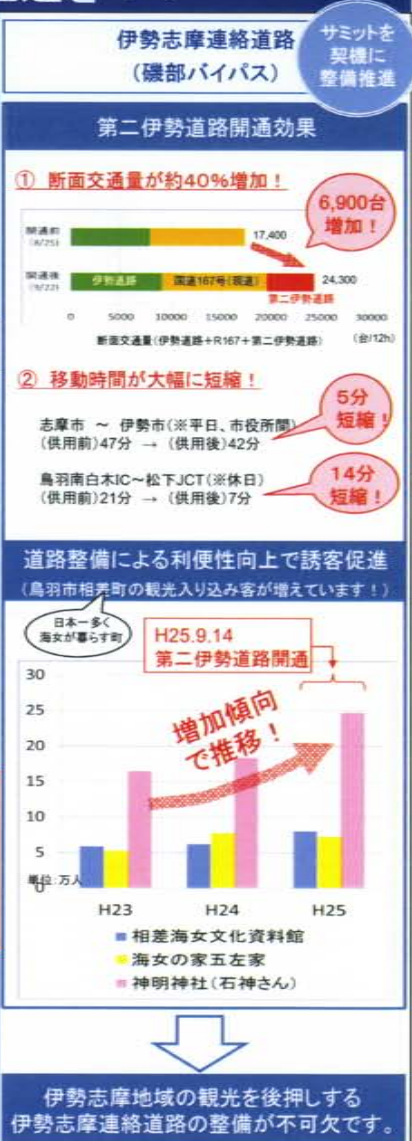 伊勢志摩連絡道路
(磯部バイパス)
サミットを
契機に
整備推進
第二伊勢道路開通効果
① 断面交通量が約40%増加!
6,900台
増加!
開通前
(8/25)
17,400
開通後
(9/22)
伊勢道路
国道167号(現道)
24,300
第二伊勢道路
0 5000 10000 15000 20000 25000 30000
断面交通量(伊勢道路+R167+第二伊勢道路)
(台/12h)
② 移動時間が大幅に短縮!
5分
短縮!
志摩市 ~ 伊勢市(※平日、市役所間)
(供用前)47分 → (供用後)42分
14分
短縮!
鳥羽南白木IC~松下JCT(※休日)
(供用前)21分 → (供用後)7分
道路整備による利便性向上で誘客促進
(鳥羽市相差町の観光入り込み客が増えています!)
日本一多く
海女が暮らす町
H25.9.14
第二伊勢道路開通
増加傾向
で推移!
30
25
20
15
10
5
0
単位:万人
H23 H24 H25
相差海女文化資料館
海女の家五左家
神明神社(石神さん)
伊勢志摩地域の観光を後押しする
伊勢志摩連絡道路の整備が不可欠です。